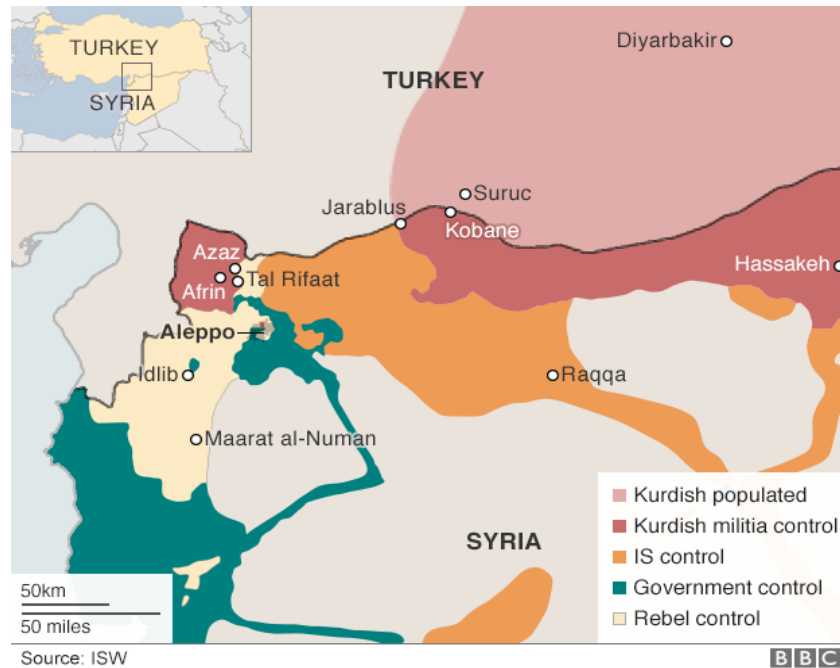 TURKEY
SYRIA
Diyarbakir
TURKEY
Suruc
Jarablus
Kobane
Azaz
Hassakeh
Tal Rifaat
Afrin
Aleppo
Idlib
Raqqa
Maarat al-Numan
Kurdish populated
Kurdish militia control
SYRIA
IS control
Government control
50km
Rebel control
50 miles
Source: ISW
BBC